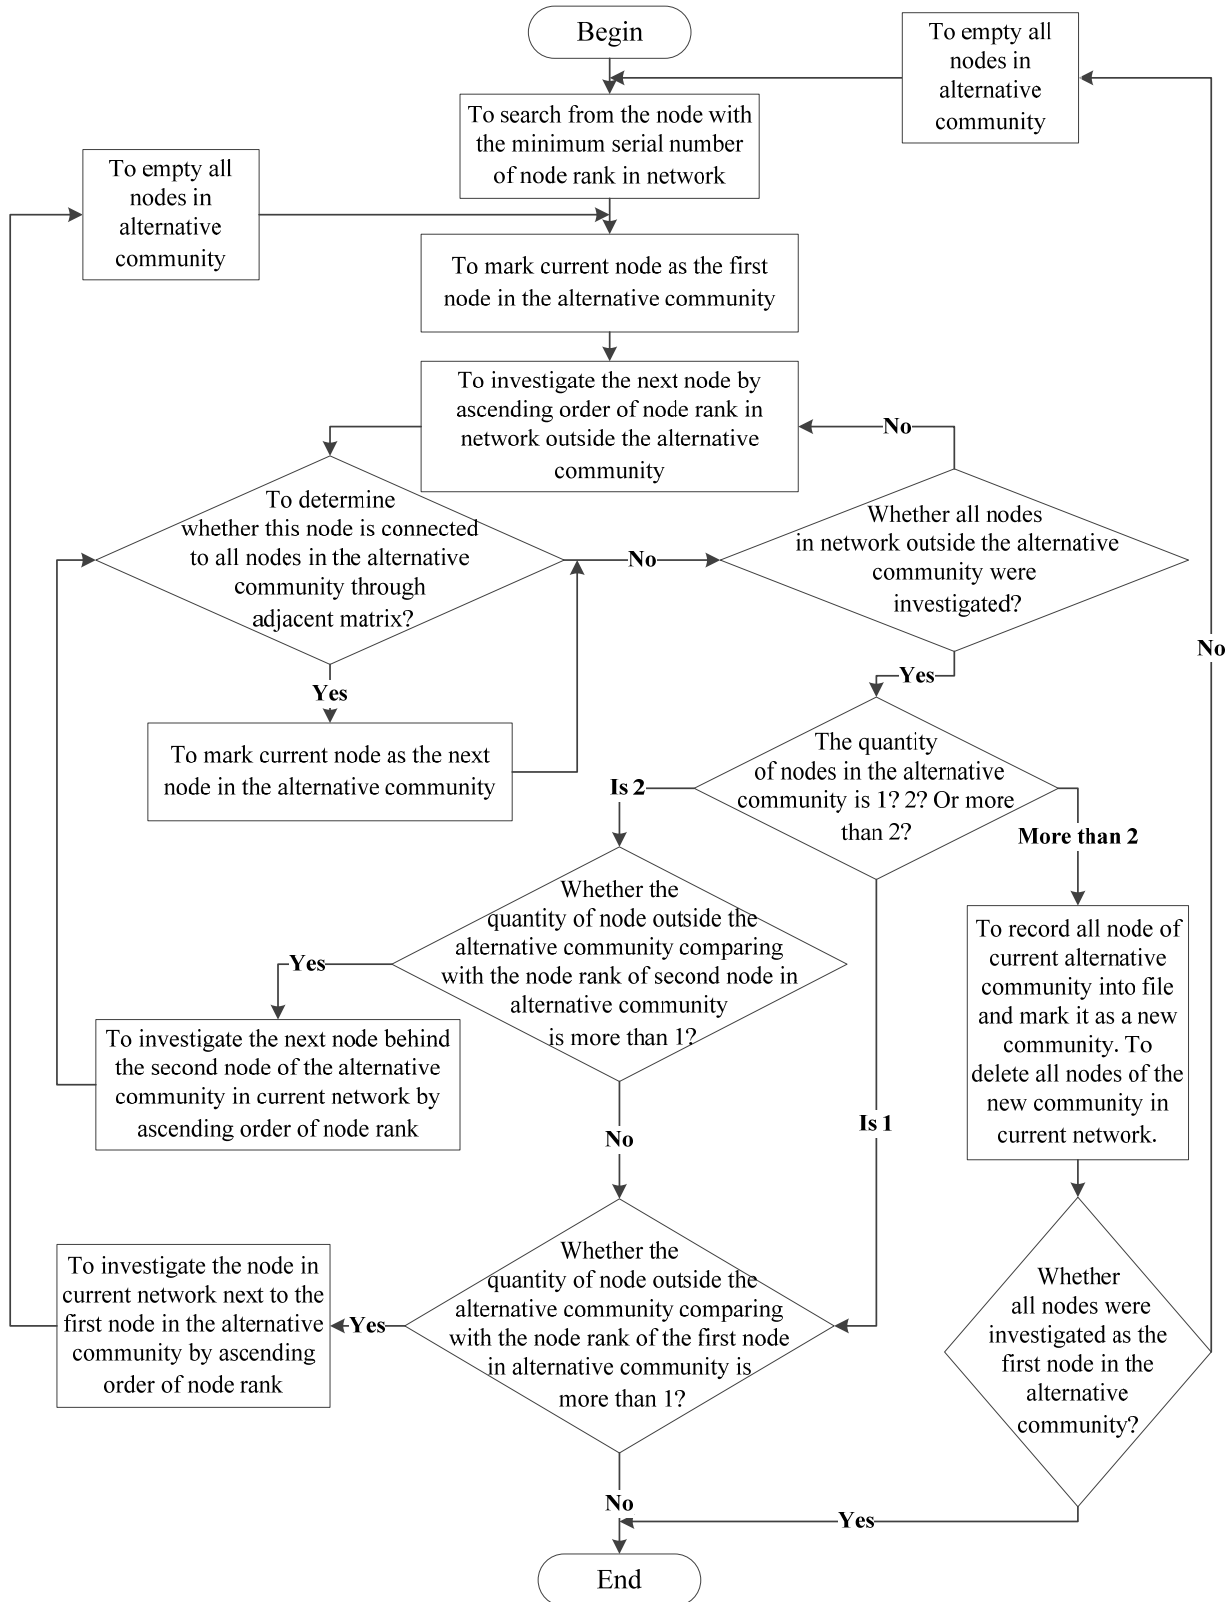 Begin
To empty all
nodes in
alternative
community
To search from the node with
the minimum serial number
of node rank in network
To empty all
nodes in
alternative
community
To mark current node as the first
node in the alternative community
To investigate the next node by
ascending order of node rank in
network outside the alternative
community
No
To determine
whether this node is connected
to all nodes in the alternative
community through
adjacent matrix?
No
Whether all nodes
in network outside the alternative
community were
investigated?
No
Yes
Yes
To mark current node as the next
node in the alternative community
The quantity
of nodes in the alternative
community is 1? 2? Or more
than 2?
Is 2
More than 2
Whether the
quantity of node outside the
alternative community comparing
with the node rank of second node in
alternative community
is more than 1?
Yes
To record all node of
current alternative
community into file
and mark it as a new
community. To
delete all nodes of the
new community in
current network.
To investigate the next node behind
the second node of the alternative
community in current network by
ascending order of node rank
Is 1
No
Whether the
quantity of node outside the
alternative community comparing
with the node rank of the first node
in alternative community is
more than 1?
Yes
To investigate the node in
current network next to the
first node in the alternative
community by ascending
order of node rank
Whether
all nodes were
investigated as the
first node in the
alternative
community?
No
Yes
End